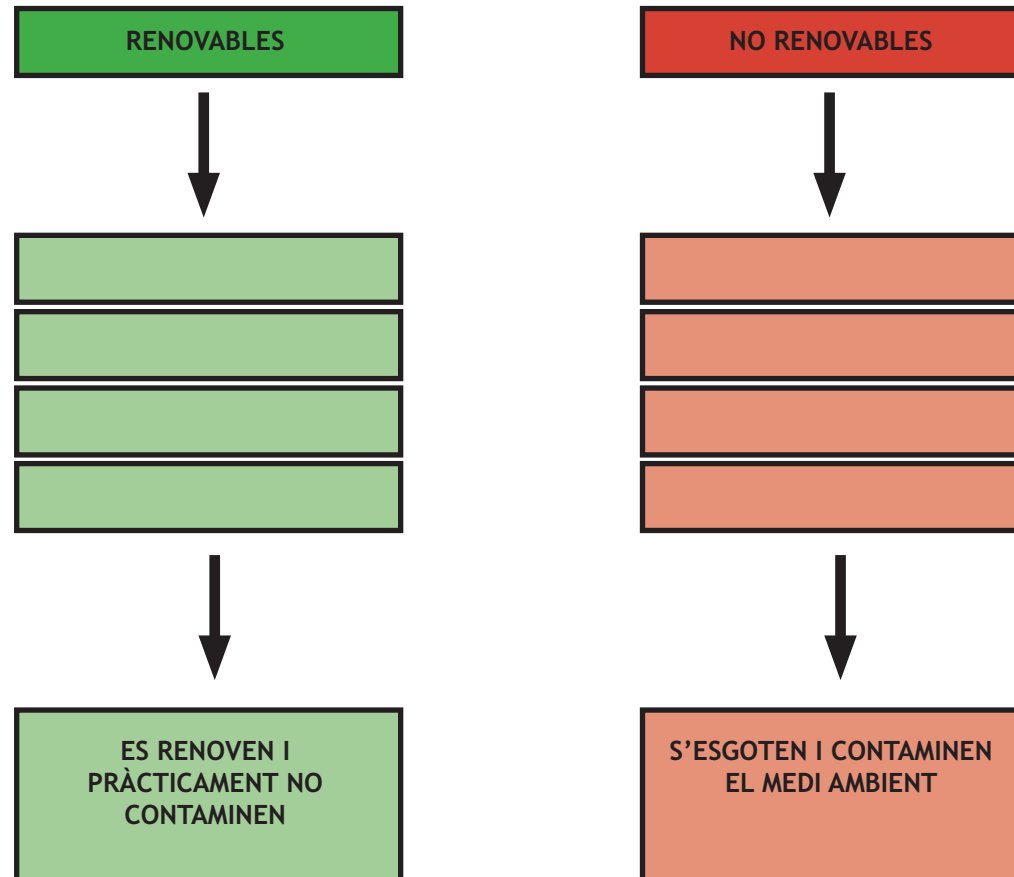 RENOVABLES
NO RENOVABLES
ES RENOVEN I
PRÀCTICAMENT NO
CONTAMINEN
S’ESGOTEN I CONTAMINEN
EL MEDI AMBIENT